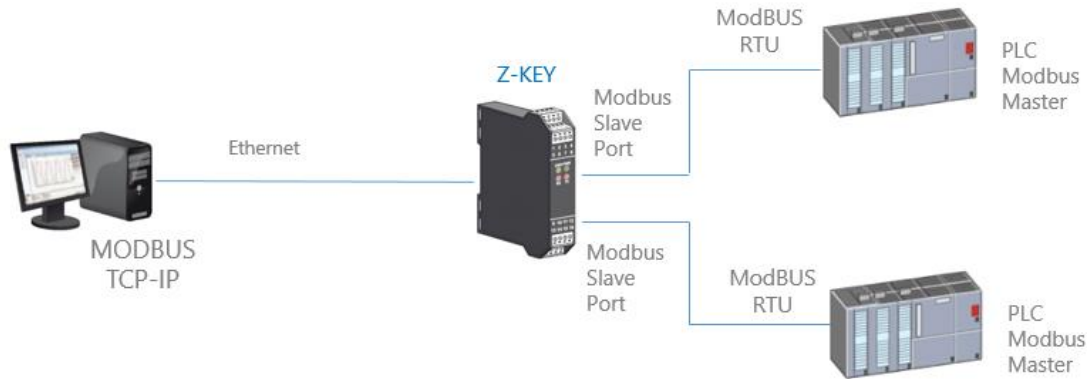 ModBUS
RTU
Z-KEY
PLC
Modbus
Master
Modbus
Slave
Port
Ethernet
MODBUS
TCP-IP
Modbus
Slave
Port
ModBUS
RTU
PLC
Modbus
Master